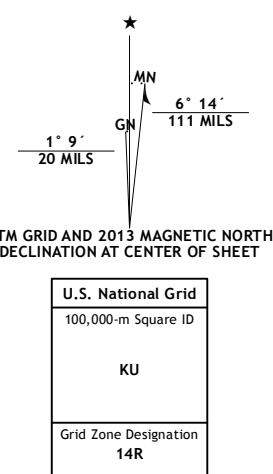 ★
MN
6° 14´
111 MILS
GN
1° 9´
20 MILS
TM GRID AND 2013 MAGNETIC NORTH
DECLINATION AT CENTER OF SHEET
U.S. National Grid
100,000-m Square ID
KU
Grid Zone Designation
14R